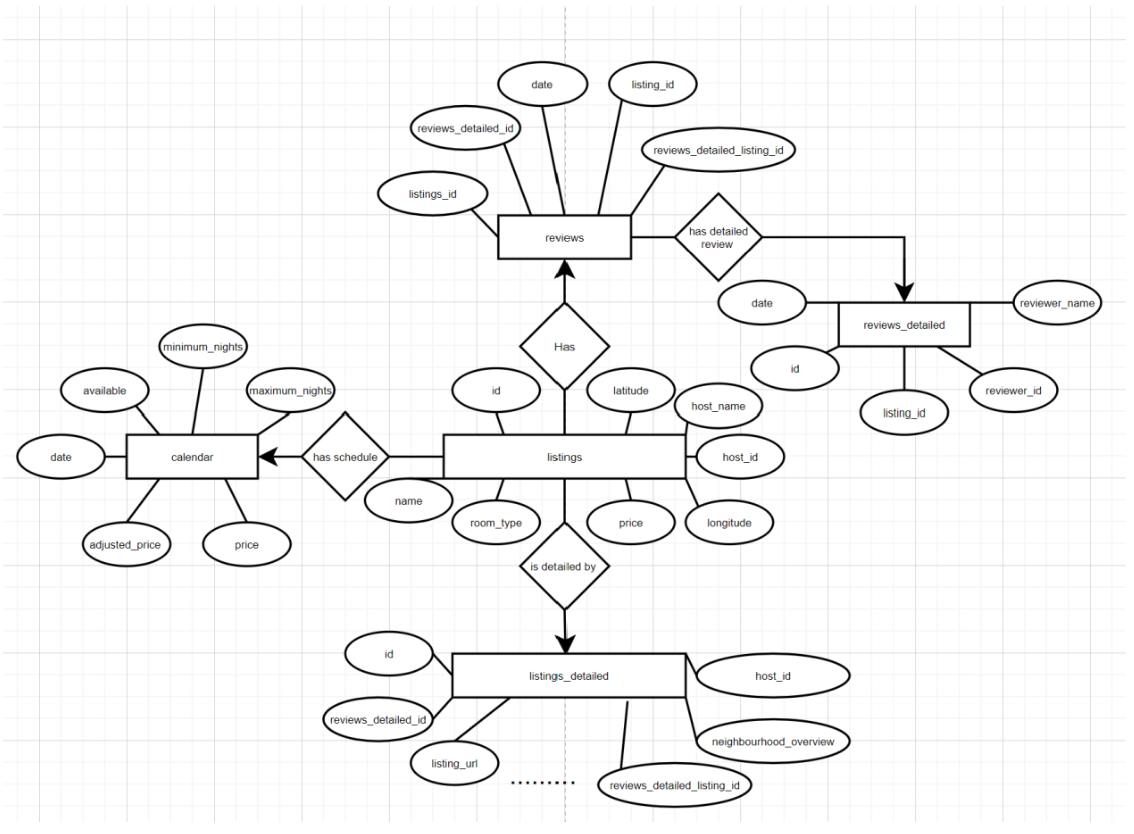 date
listing_id
reviews_detailed_id
reviews_detailed_listing_id
listings_id
reviews
has detailed
review
date
reviewer_name
reviews_detailed
id
reviewer_id
listing_id
Has
minimum_nights
available
maximum_nights
date
calendar
has schedule
adjusted_price
price
id
latitude
host_name
listings
host_id
name
room_type
price
longitude
is detailed by
id
listings_detailed
host_id
reviews_detailed_id
neighbourhood_overview
listing_url
.........
reviews_detailed_listing_id